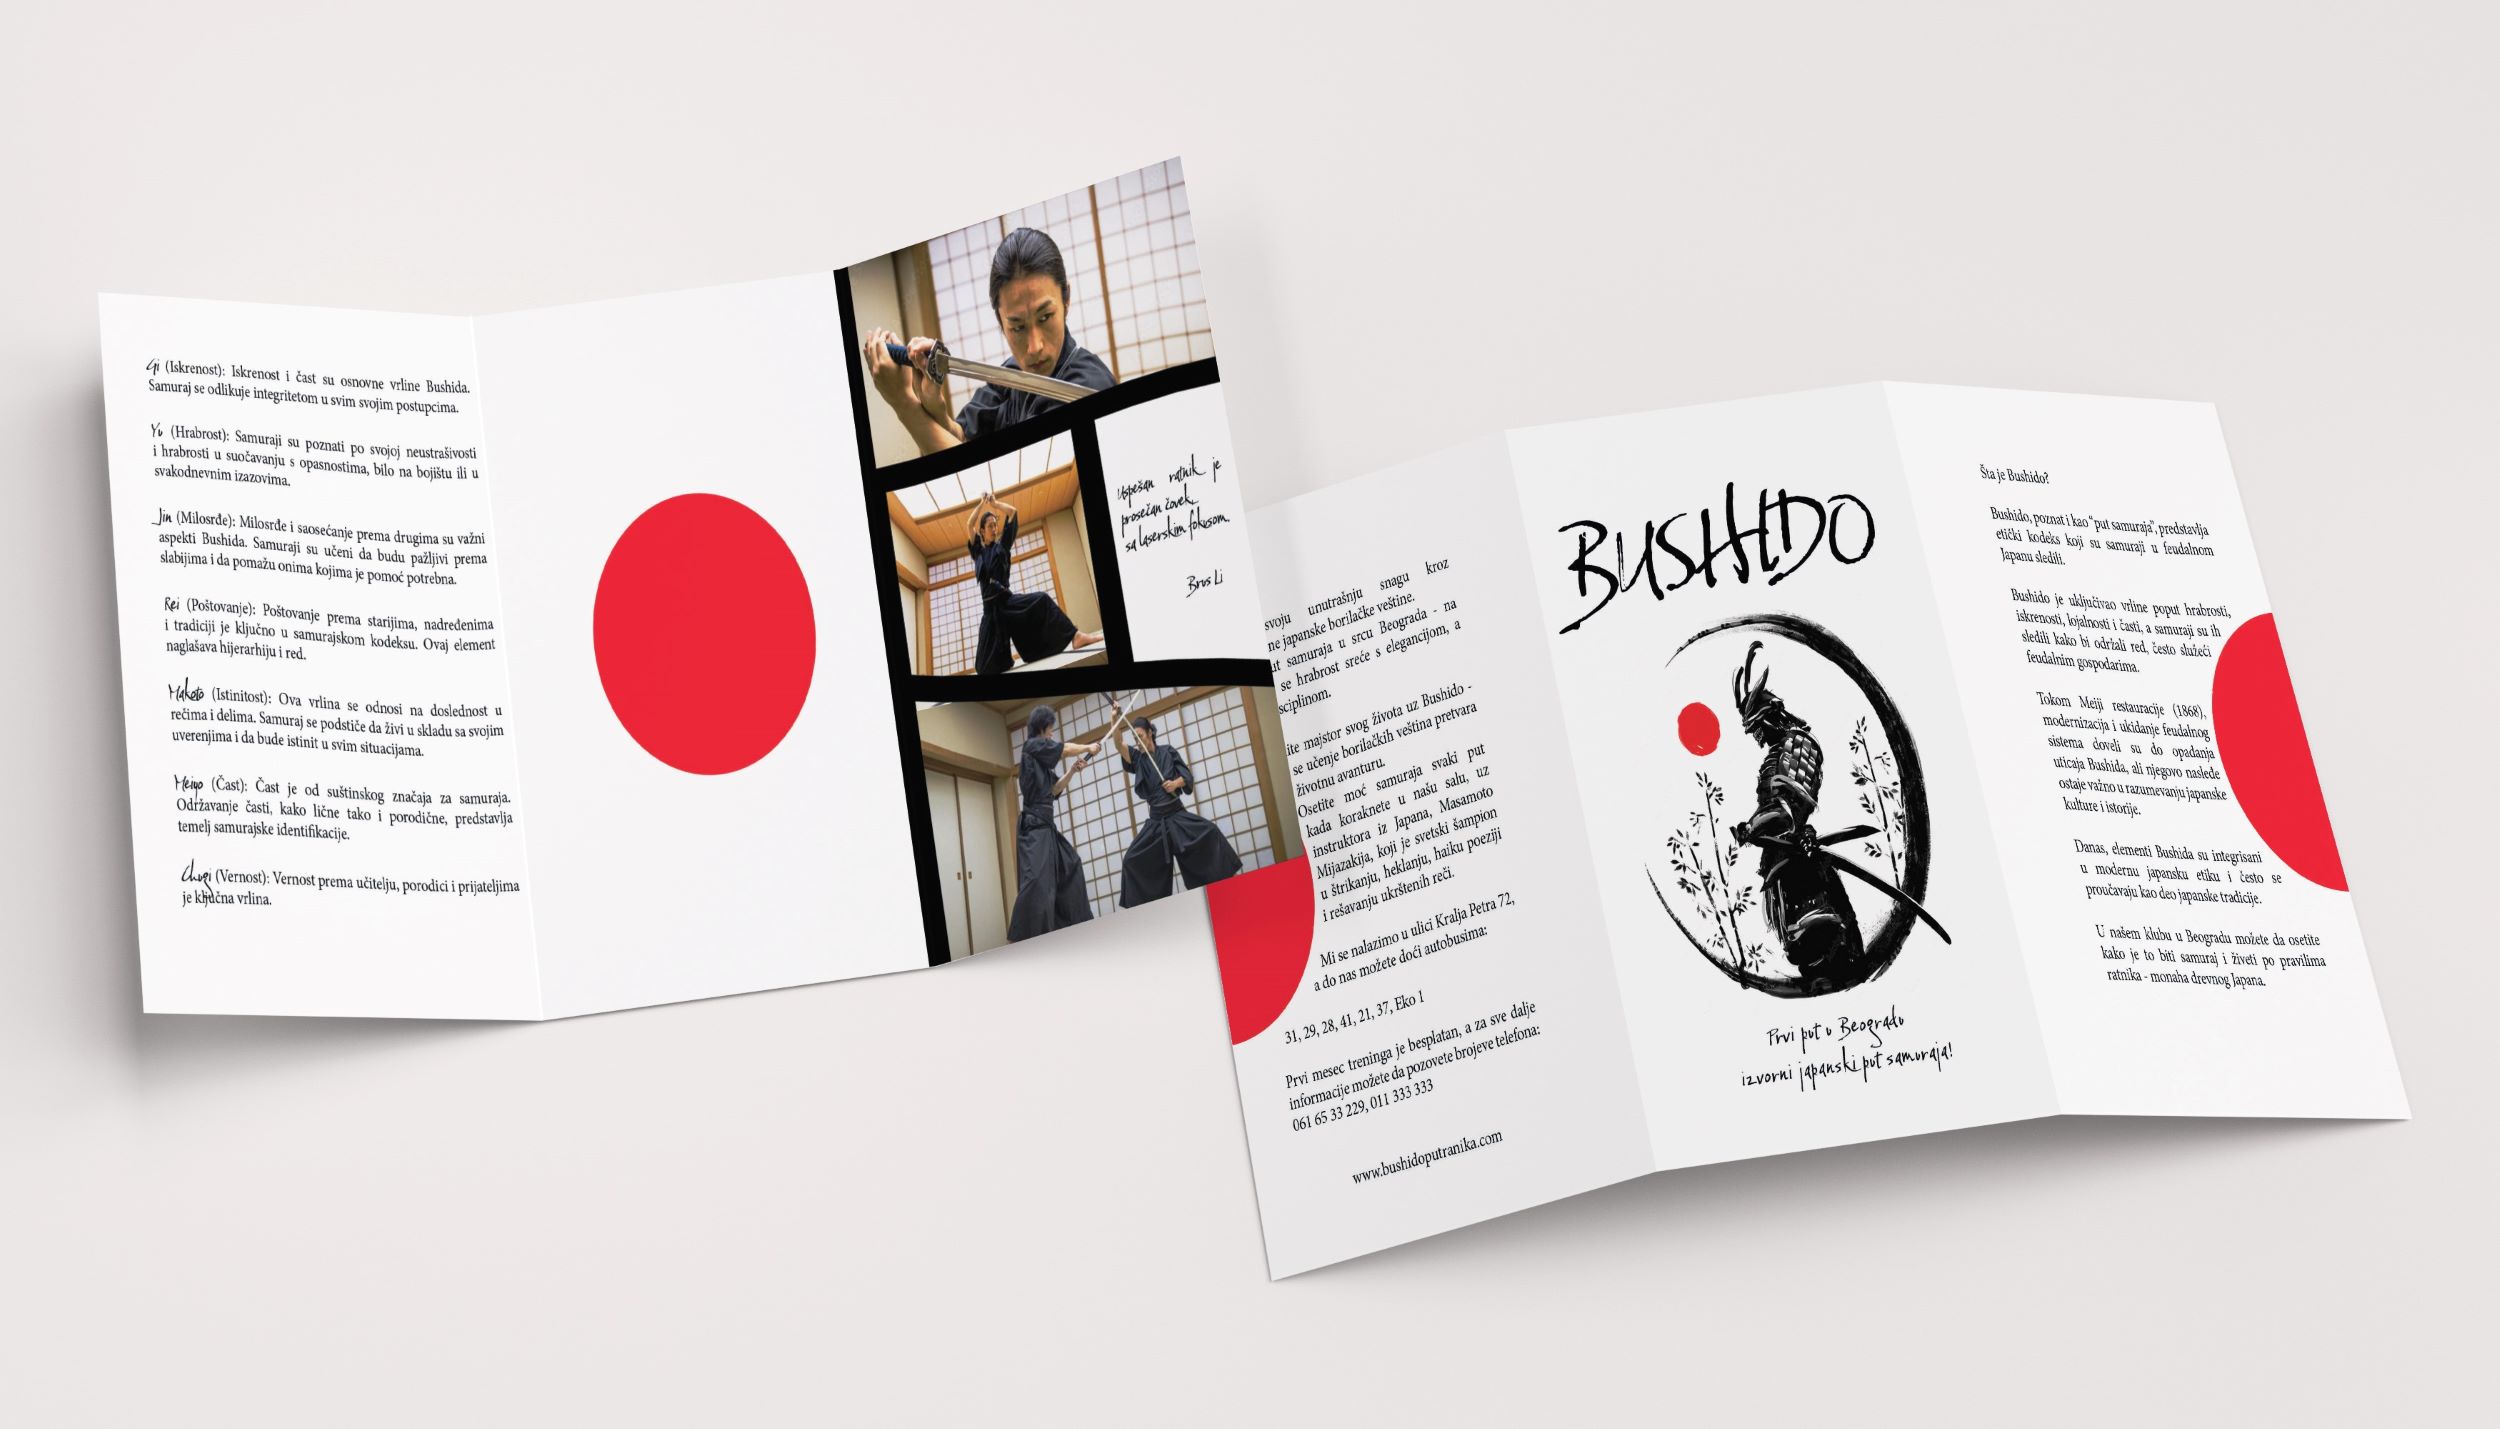 Gi (Iskrenost): Iskrenost i čast su osnovne vrline Bushida.
Samuraj se odlikuje integritetom u svim svojim postupcima.
Yu (Hrabrost): Samuraji su poznati po svojoj neustrašivosti
i hrabrosti u suočavanju s opasnostima, bilo na bojištu ili u
svakodnevnim izazovima.
Jin (Milosrđe): Milosrđe i saosećanje prema drugima su važni
aspekti Bushida. Samuraji su učeni da budu pažljivi prema
slabijima i da pomažu onima kojima je pomoć potrebna.
Rei (Poštovanje): Poštovanje prema starijima, nadređenima
i tradiciji je ključno u samurajskom kodeksu. Ovaj element
naglašava hijerarhiju i red.
Makoto (Istinitost): Ova vrlina se odnosi na doslednost u
rečima i delima. Samuraj se podstiče da živi u skladu sa svojim
uverenjima i da bude istinit u svim situacijama.
Meiyo (Čast): Čast je od suštinskog značaja za samuraja.
Održavanje časti, kako lične tako i porodične, predstavlja
temelj samurajske identifikacije.
Chugi (Vernost): Vernost prema učitelju, porodici i prijateljima
je ključna vrlina.
Uspešan ratnik je
prosečan čovek,
sa laserskim fokusom.
Brus Li
svoju unutrašnju snagu kroz
ne japanske borilačke veštine.
ut samuraja u srcu Beograda - na
se hrabrost sreće s elegancijom, a
sciplinom.
ite majstor svog života uz Bushido -
se učenje borilačkih veština pretvara
životnu avanturu.
Osetite moć samuraja svaki put
kada koraknete u našu salu, uz
instruktora iz Japana, Masamoto
Mijazakija, koji je svetski šampion
u štrikanju, heklanju, haiku poeziji
i rešavanju ukrštenih reči.
Mi se nalazimo u ulici Kralja Petra 72,
a do nas možete doći autobusima:
31, 29, 28, 41, 21, 37, Eko 1
Prvi mesec treninga je besplatan, a za sve dalje
informacije možete da pozovete brojeve telefona:
061 65 33 229, 011 333 333
www.bushidoputranika.com
BUSHIDO
Prvi put u Beogradu
izvorni japanski put samuraja!
Šta je Bushido?
Bushido, poznat i kao "put samuraja", predstavlja
etički kodeks koji su samuraji u feudalnom
Japanu sledili.
Bushido je uključivao vrline poput hrabrosti,
iskrenosti, lojalnosti i časti, a samuraji su ih
sledili kako bi održali red, često služeći
feudalnim gospodarima.
Tokom Meiji restauracije (1868),
modernizacija i ukidanje feudalnog
sistema doveli su do opadanja
uticaja Bushida, ali njegovo nasleđe
ostaje važno u razumevanju japanske
kulture i istorije.
Danas, elementi Bushida su integrisani
u modernu japansku etiku i često se
proučavaju kao deo japanske tradicije.
U našem klubu u Beogradu možete da osetite
kako je to biti samuraj i živeti po pravilima
ratnika - monaha drevnog Japana.